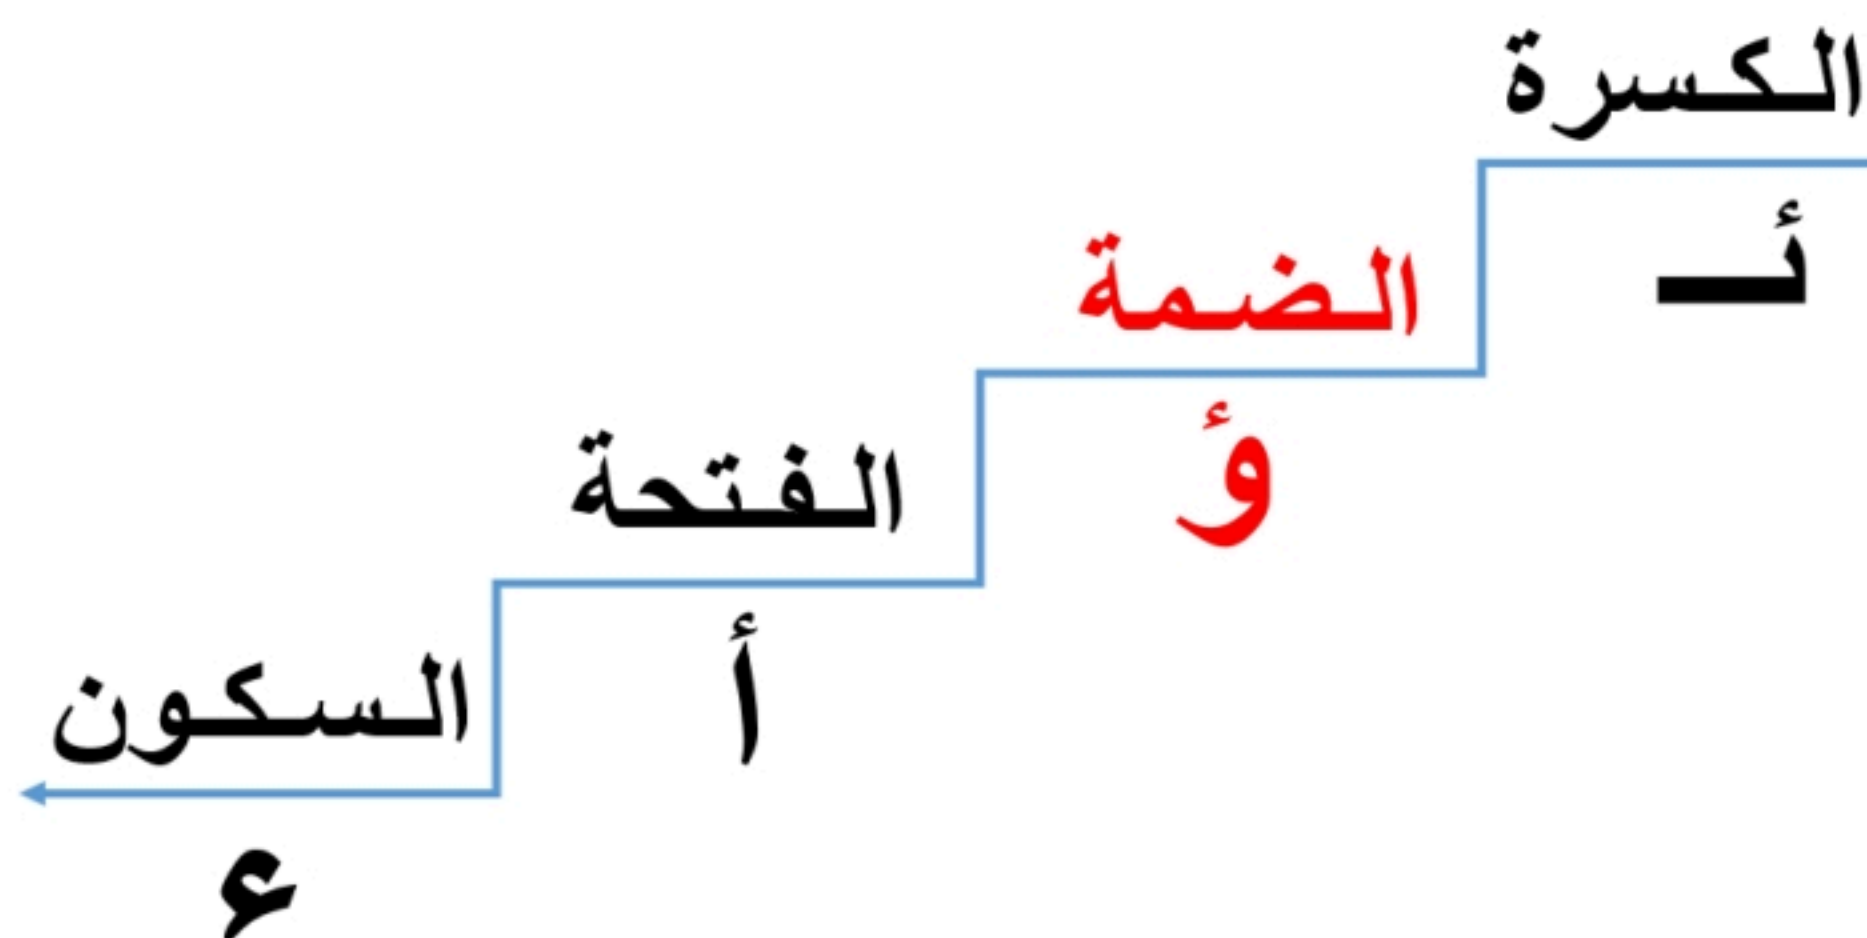 الكسرة
ئـ
الضمة
ؤ
الفتحة
أ
السكون
ء